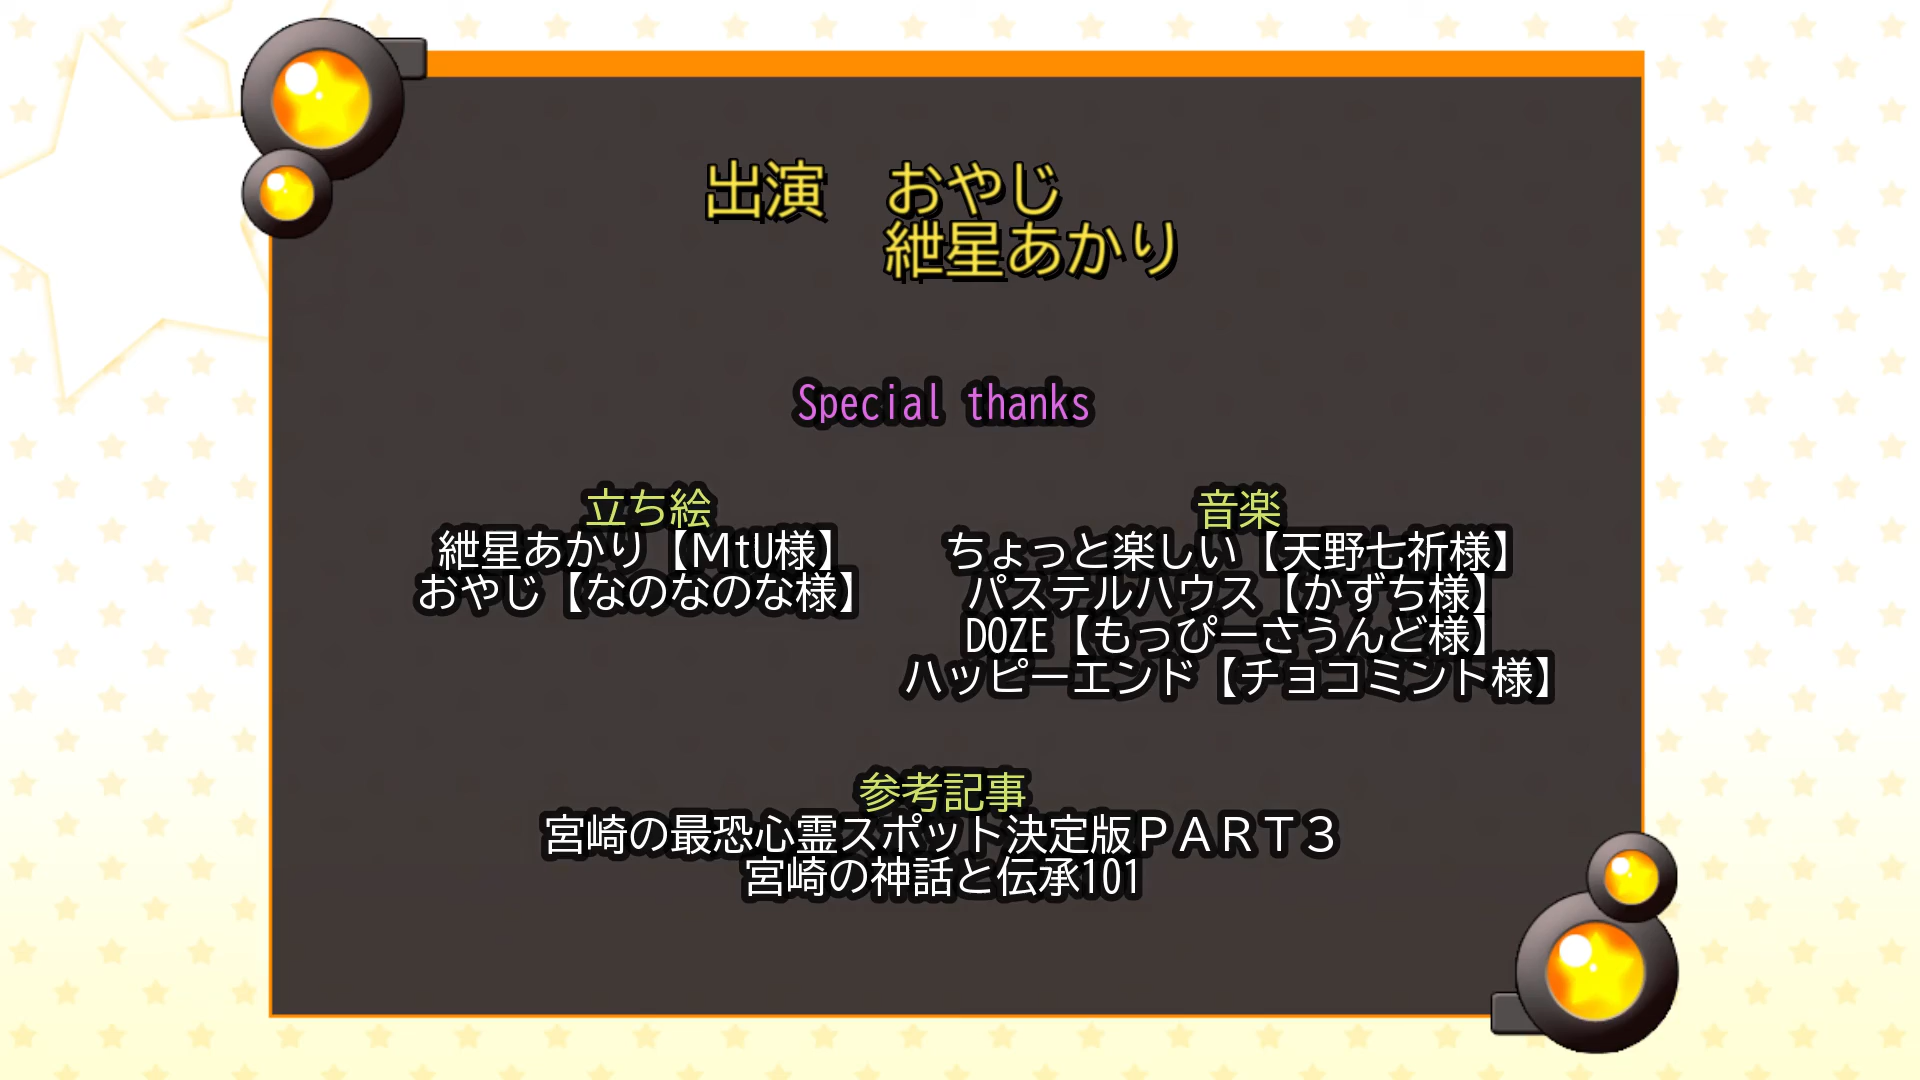 出演　おやじ
紲星あかり
Special thanks
立ち絵
紲星あかり【ＭtU様】
おやじ【なのなのな様】
音楽
ちょっと楽しい【天野七祈様】
パステルハウス【かずち様】
DOZE【もっぴーさうんど様】
ハッピーエンド【チョコミント様】
参考記事
宮崎の最恐心霊スポット決定版ＰＡＲＴ３
宮崎の神話と伝承101